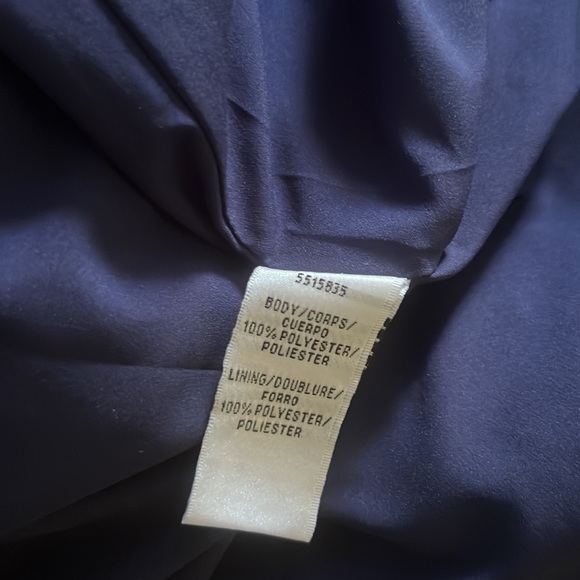 5515835
BODY/CORPS/
CUERPO
100% POLYESTER/
POLIESTER
LINING/DOUBLURE/
FORRO
100% POLYESTER/
POLIESTER